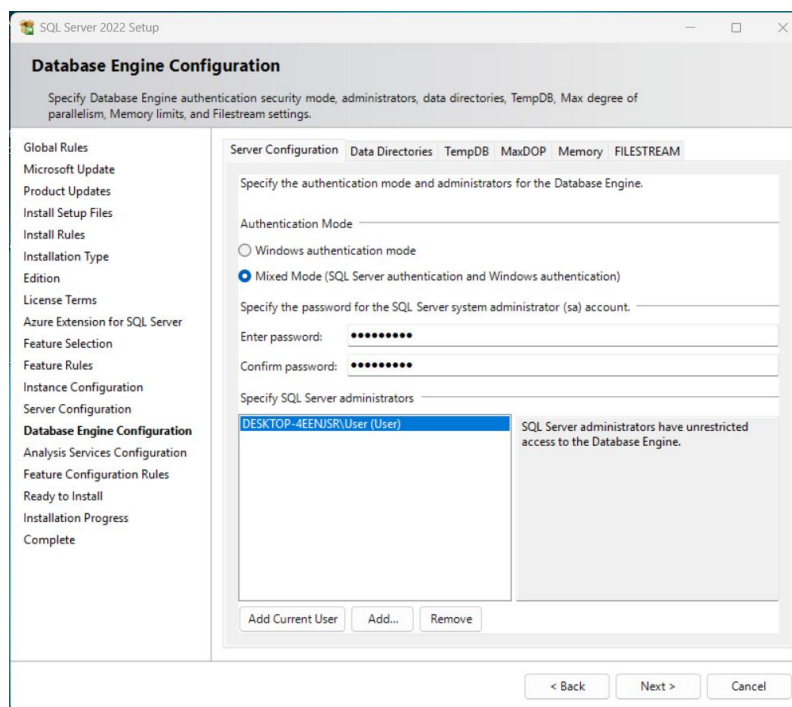 SQL Server 2022 Setup
Database Engine Configuration
Specify Database Engine authentication security mode, administrators, data directories, TempDB, Max degree of
parallelism, Memory limits, and Filestream settings.
Global Rules
Microsoft Update
Product Updates
Install Setup Files
Install Rules
Installation Type
Edition
License Terms
Azure Extension for SQL Server
Feature Selection
Feature Rules
Instance Configuration
Server Configuration
Database Engine Configuration
Analysis Services Configuration
Feature Configuration Rules
Ready to Install
Installation Progress
Complete
Server Configuration Data Directories TempDB MaxDOP Memory FILESTREAM
Specify the authentication mode and administrators for the Database Engine.
Authentication Mode
Windows authentication mode
Mixed Mode (SQL Server authentication and Windows authentication)
Specify the password for the SQL Server system administrator (sa) account.
Enter password: •••••••••
Confirm password: •••••••••
Specify SQL Server administrators
DESKTOP-4EENJSR\User (User)
SQL Server administrators have unrestricted
access to the Database Engine.
Add Current User Add... Remove
< Back Next > Cancel